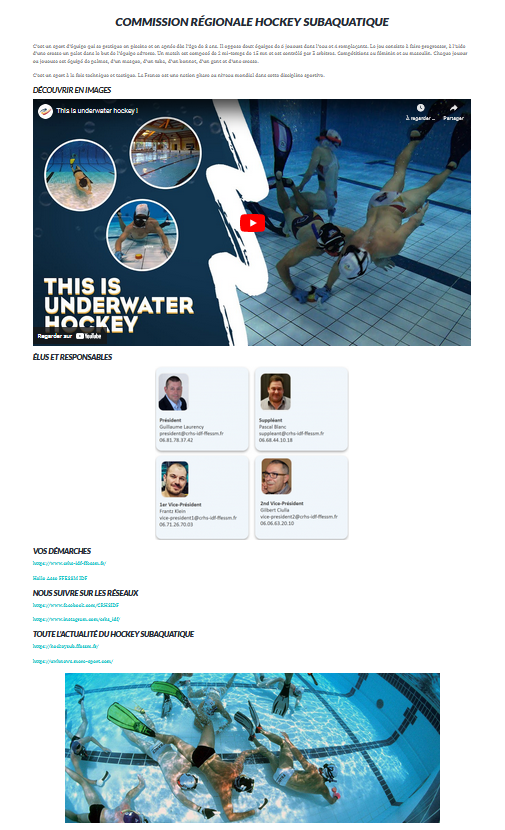 COMMISSION RÉGIONALE HOCKEY SUBAQUATIQUE
C'est un sport d'équipe qui se pratique en piscine et en apnée dès l'âge de 8 ans. Il oppose deux équipes de 6 joueurs dans l'eau et 4 remplaçants. Le jeu consiste à faire progresser, à l'aide
d'une crosse un palet dans le but de l'équipe adverse. Un match est composé de 2 mi-temps de 15 mn et est contrôlé par 3 arbitres. Compétitions au féminin et au masculin. Chaque joueur
ou joueuse est équipé de palmes, d'un masque, d'un tuba, d'un bonnet, d'un gant et d'une crosse.
C'est un sport à la fois technique et tactique. La France est une nation phare au niveau mondial dans cette discipline sportive.
DÉCOUVRIR EN IMAGES
This is underwater hockey !
À regarder ...
Partager
THIS IS
UNDERWATER
HOCKEY
Regarder sur YouTube
ÉLUS ET RESPONSABLES
Président
Guillaume Laurency
president@crhs-idf-ffessm.fr
06.81.78.37.42
Suppléant
Pascal Blanc
suppleant@crhs-idf-ffessm.fr
06.68.44.10.18
1er Vice-Président
Frantz Klein
vice-president1@crhs-idf-ffessm.fr
06.71.26.70.03
2nd Vice-Président
Gilbert Ciulla
vice-president2@crhs-idf-ffessm.fr
06.06.63.20.10
VOS DÉMARCHES
https://www.crhs-idf-ffessm.fr/
Hello Asso FFESSM IDF
NOUS SUIVRE SUR LES RÉSEAUX
https://www.facebook.com/CRHSIDF
https://www.instagram.com/crhs_idf/
TOUTE L'ACTUALITÉ DU HOCKEY SUBAQUATIQUE
https://hockeysub.ffessm.fr/